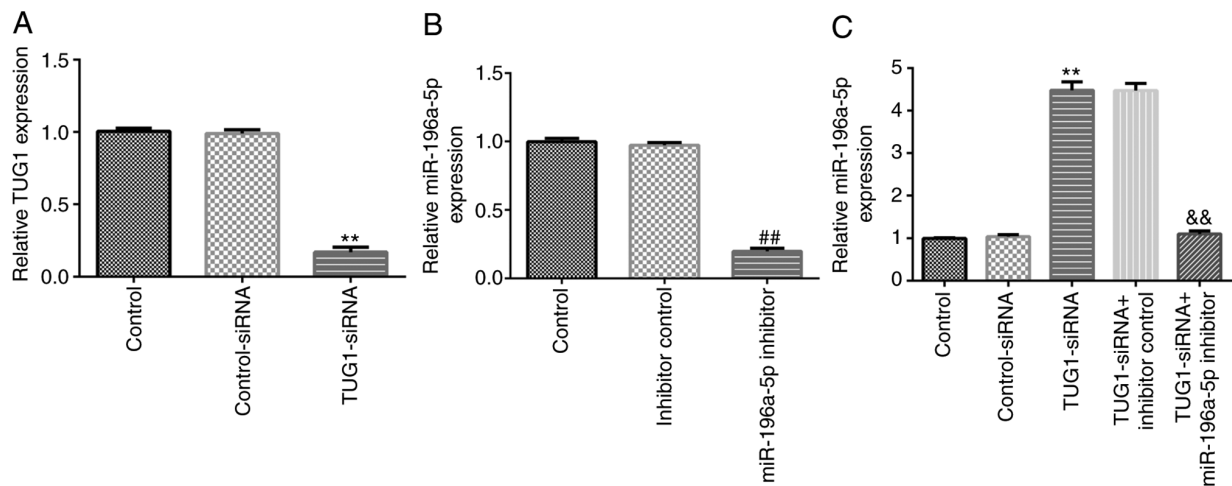 A
Relative TUG1 expression
1.5
1.0
0.5
0.0
**
Control
Control-siRNA
TUG1-siRNA
B
Relative miR-196a-5p
expression
1.5
1.0
0.5
0.0
##
Control
Inhibitor control
miR-196a-5p inhibitor
C
Relative miR-196a-5p
expression
5
4
3
2
1
0
**
&&
Control
Control-siRNA
TUG1-siRNA
TUG1-siRNA+
inhibitor control
TUG1-siRNA+
miR-196a-5p inhibitor